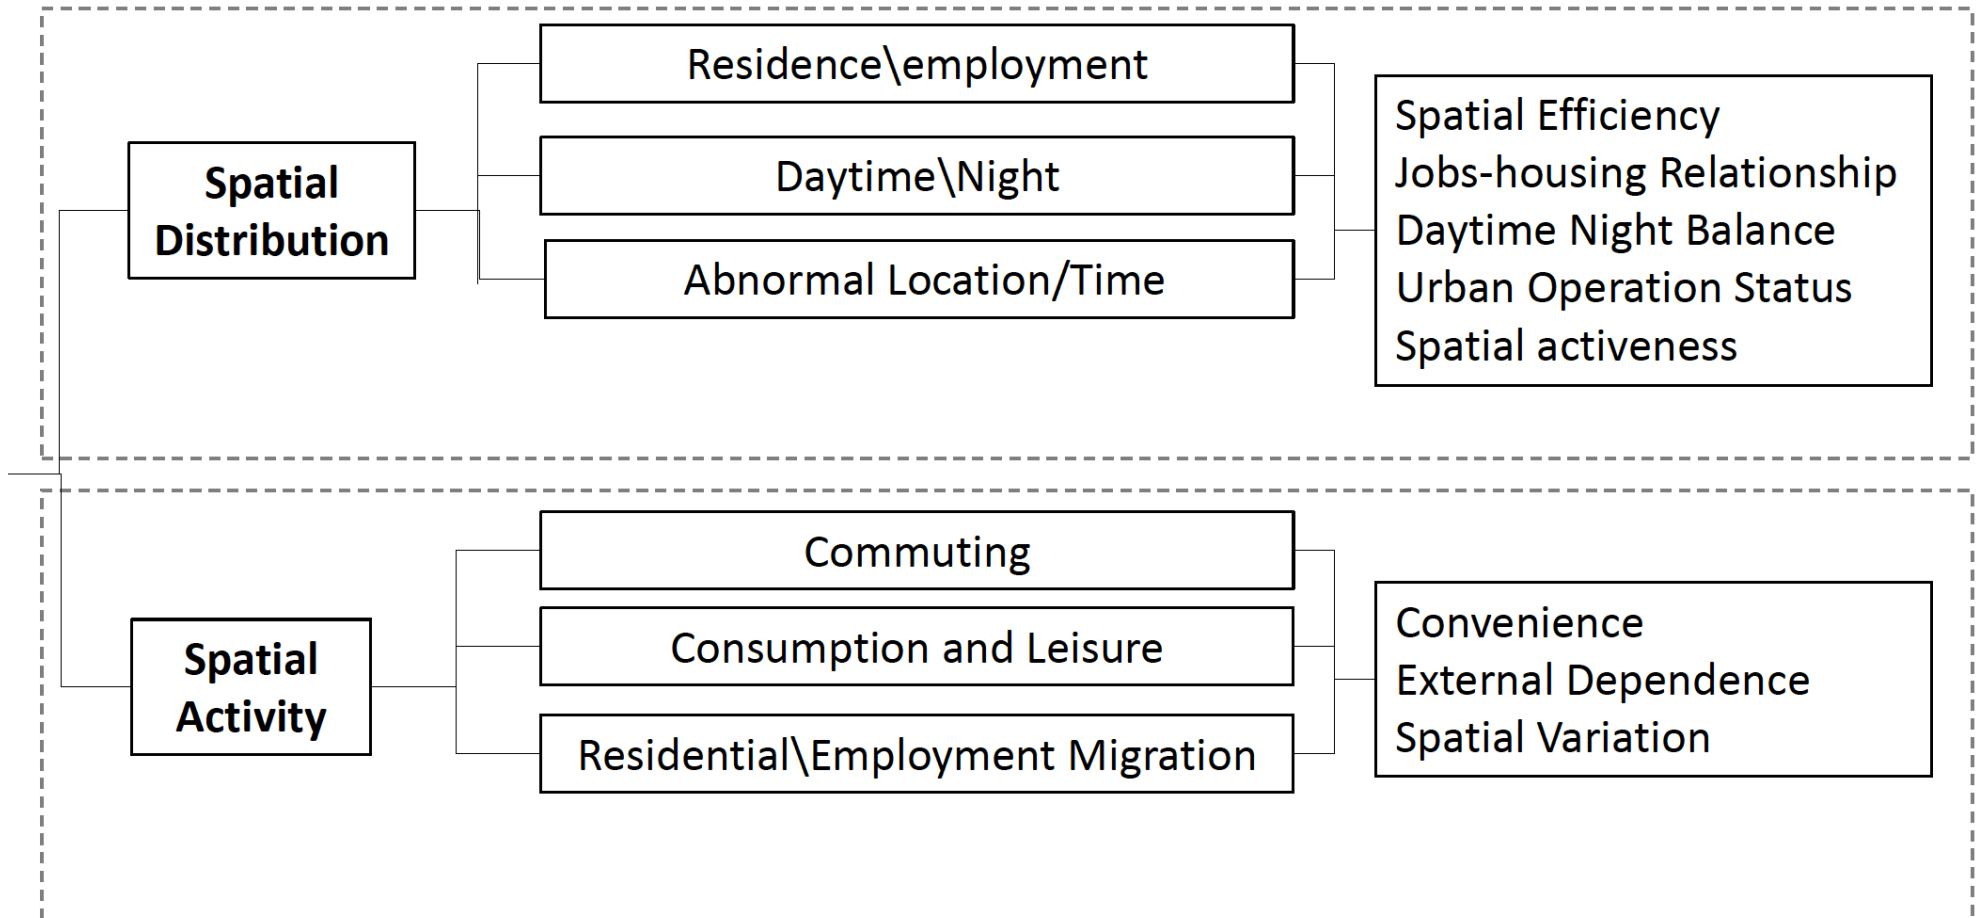 Spatial
Distribution
Residence\employment
Daytime\Night
Abnormal Location/Time
Spatial Efficiency
Jobs-housing Relationship
Daytime Night Balance
Urban Operation Status
Spatial activeness
Spatial
Activity
Commuting
Consumption and Leisure
Residential\Employment Migration
Convenience
External Dependence
Spatial Variation